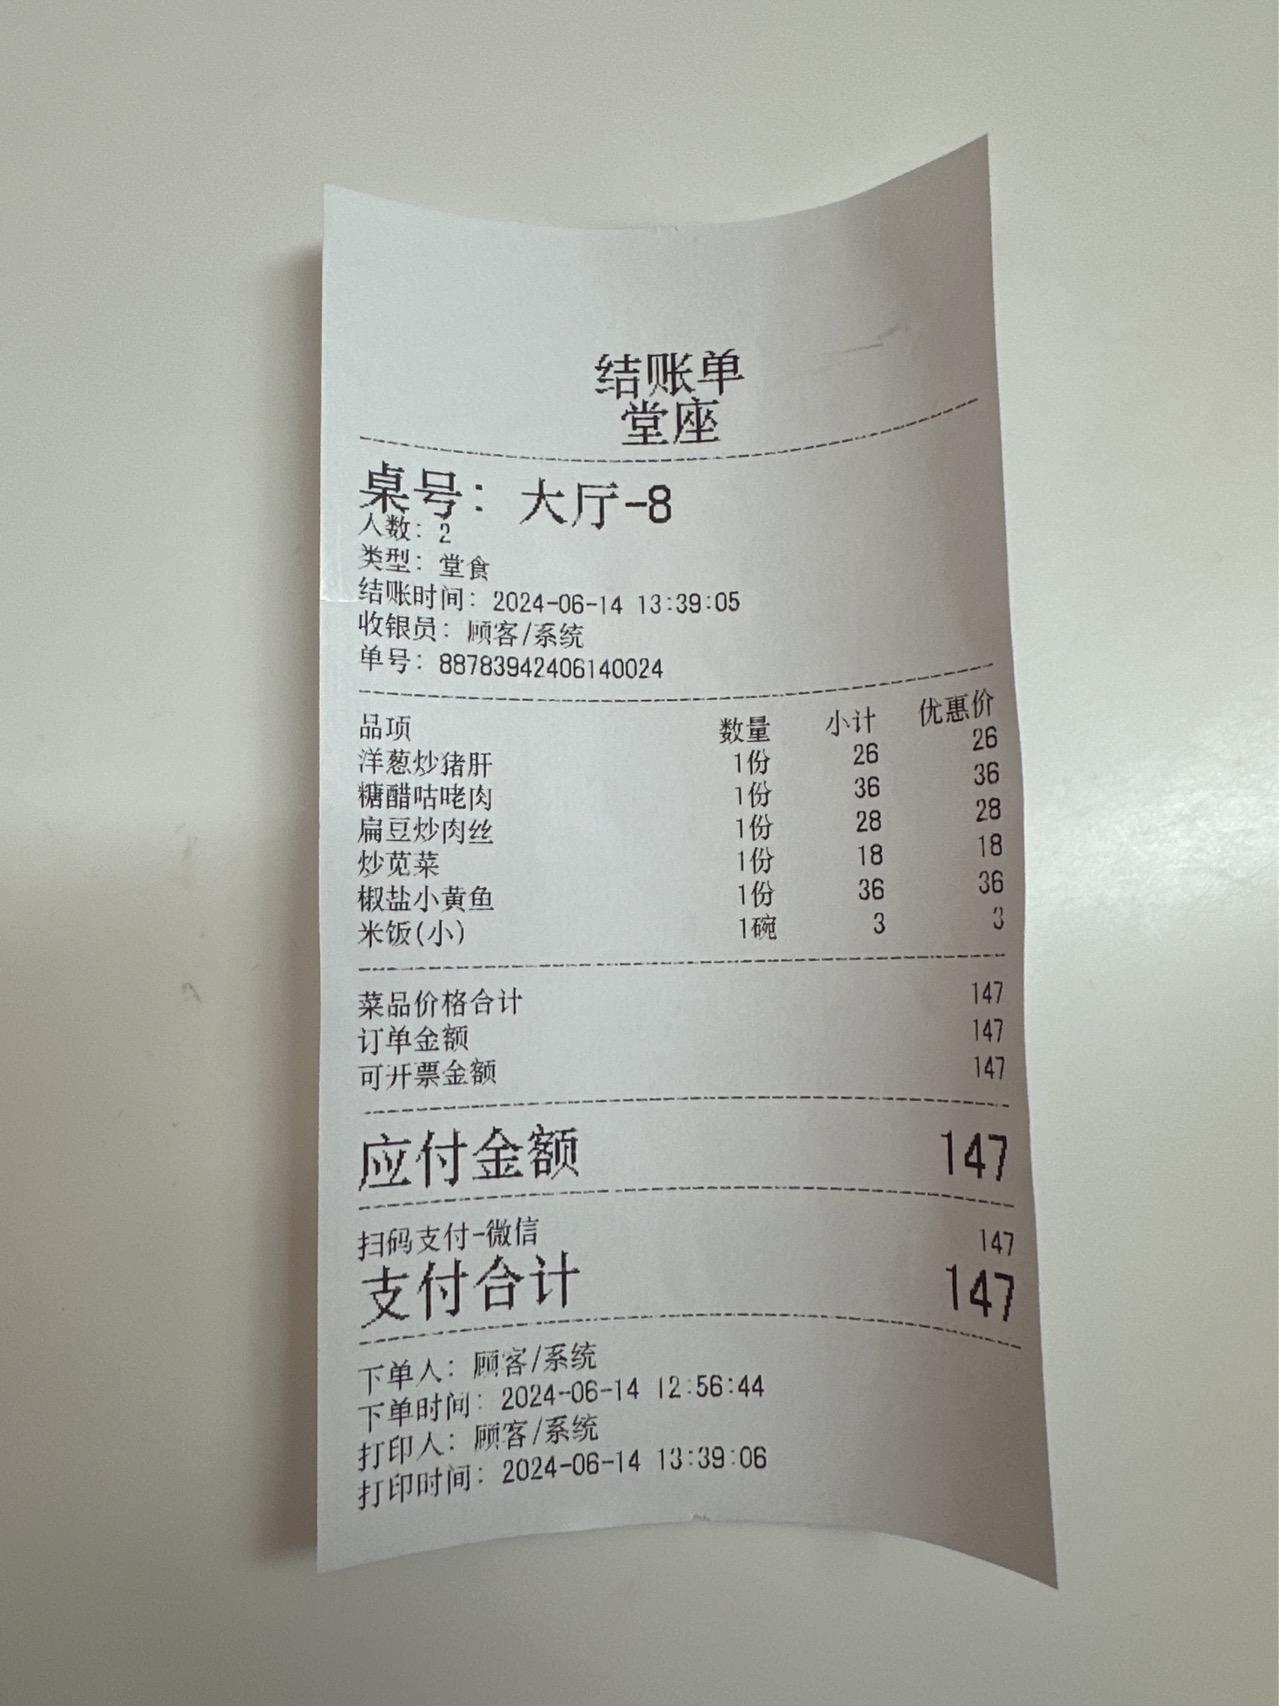 结账单
堂座
桌号: 大厅-8
人数: 2
类型: 堂食
结账时间: 2024-06-14 13:39:05
收银员: 顾客/系统
单号: 88783942406140024
品项 数量 小计 优惠价
洋葱炒猪肝 1份 26 26
糖醋咕咾肉 1份 36 36
扁豆炒肉丝 1份 28 28
炒苋菜 1份 18 18
椒盐小黄鱼 1份 36 36
米饭(小) 1碗 3 3
菜品价格合计 147
订单金额 147
可开票金额 147
应付金额 147
扫码支付-微信 147
支付合计 147
下单人: 顾客/系统
下单时间: 2024-06-14 12:56:44
打印人: 顾客/系统
打印时间: 2024-06-14 13:39:06